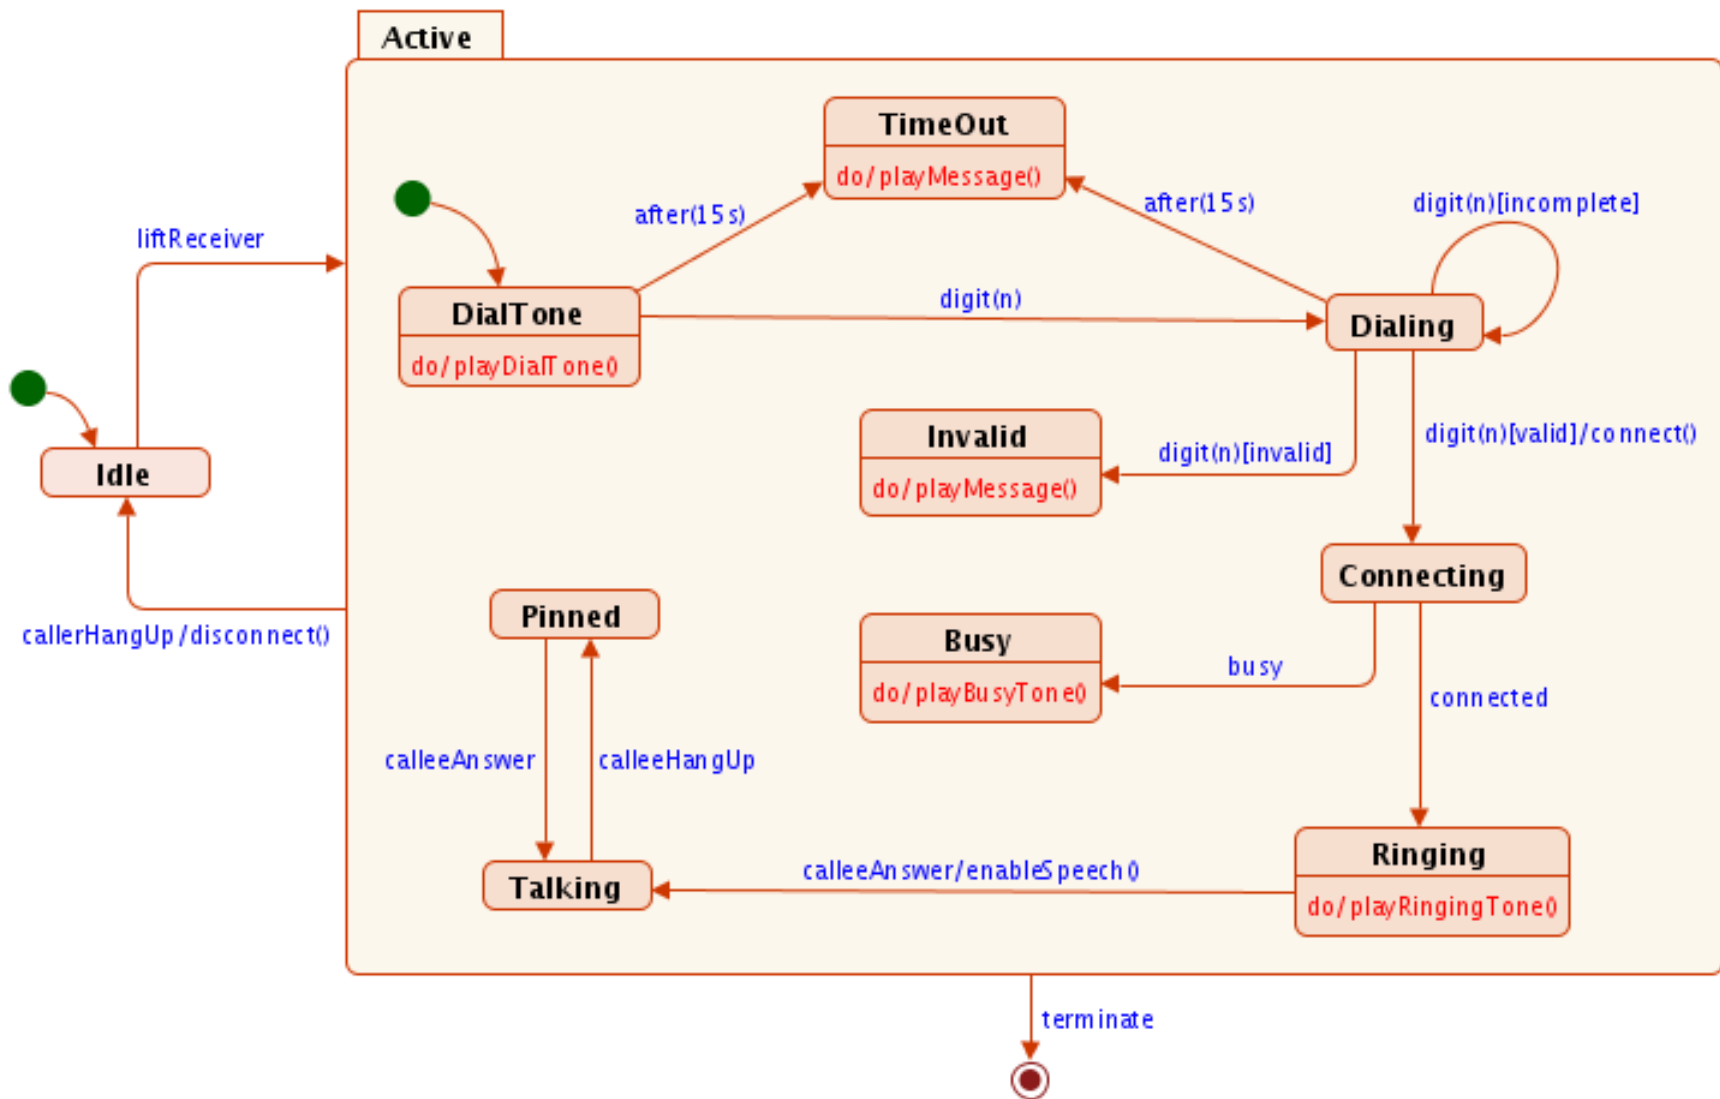 Active
TimeOut
do/playMessage()
after(15s)
after(15s)
digit(n)[incomplete]
liftReceiver
DialTone
do/playDialTone()
digit(n)
Dialing
Idle
Invalid
do/playMessage()
digit(n)[invalid]
digit(n)[valid]/connect()
Connecting
callerHangUp/disconnect()
Pinned
Busy
do/playBusyTone()
busy
connected
calleeAnswer
calleeHangUp
Talking
calleeAnswer/enableSpeech()
Ringing
do/playRingingTone()
terminate